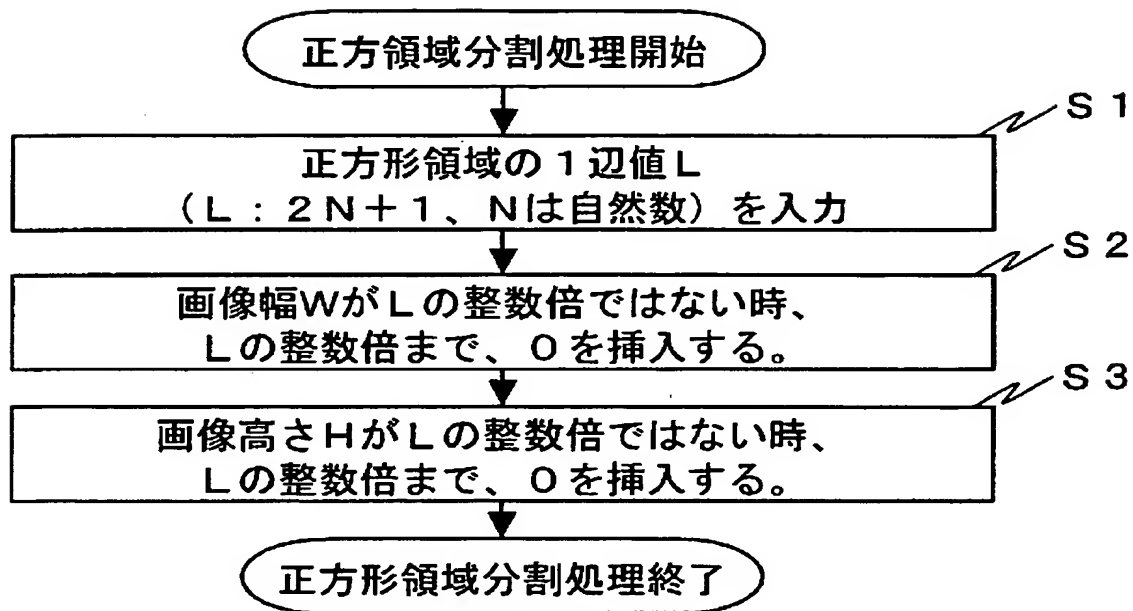 正方領域分割処理開始
S1
正方形領域の1辺値L
(L:2N+1、Nは自然数)を入力
S2
画像幅WがLの整数倍ではない時、
Lの整数倍まで、0を挿入する。
S3
画像高さHがLの整数倍ではない時、
Lの整数倍まで、0を挿入する。
正方形領域分割処理終了